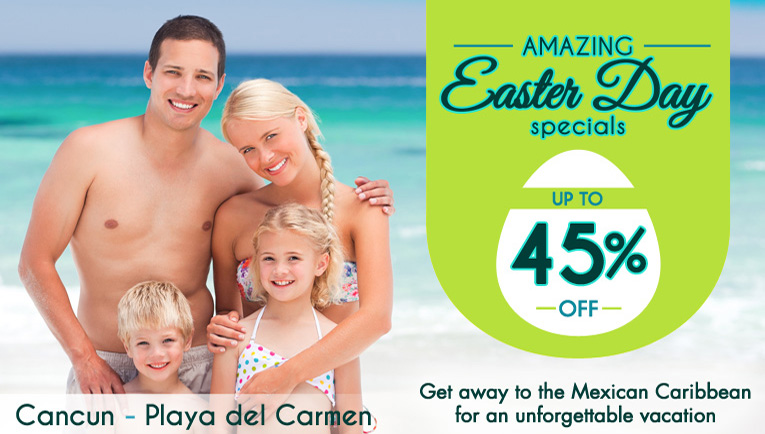 AMAZING
Easter Day
specials
UP TO
45%
OFF
Get away to the Mexican Caribbean
for an unforgettable vacation
Cancun - Playa del Carmen